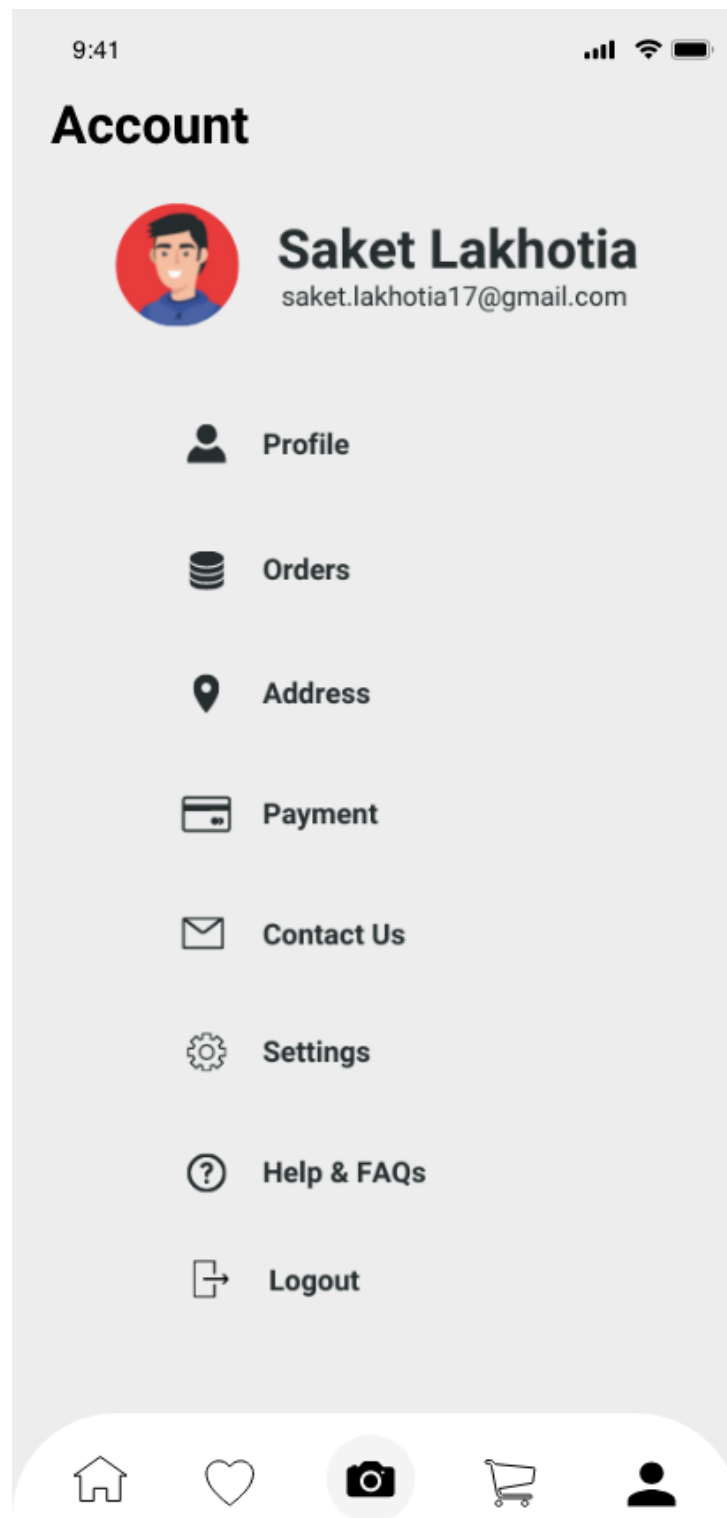 9:41
Account
Saket Lakhotia
saket.lakhotia17@gmail.com
Profile
Orders
Address
Payment
Contact Us
Settings
Help & FAQs
Logout